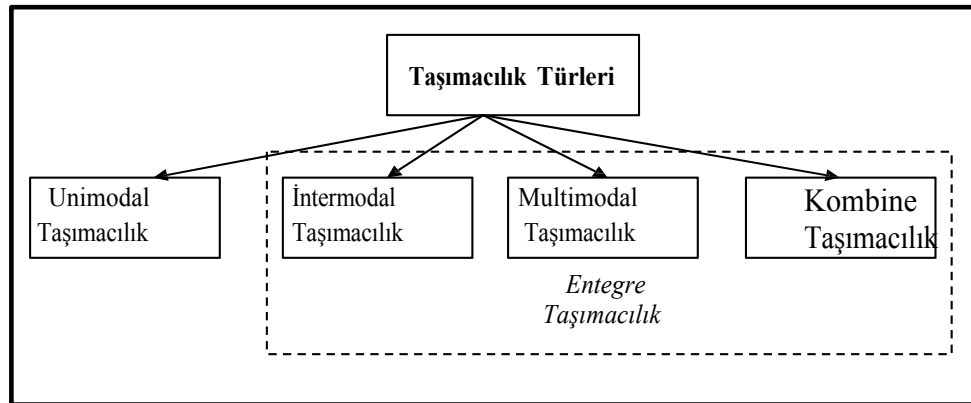 Taşımacılık Türleri
Unimodal
Taşımacılık
İntermodal
Taşımacılık
Multimodal
Taşımacılık
Kombine
Taşımacılık
Entegre
Taşımacılık